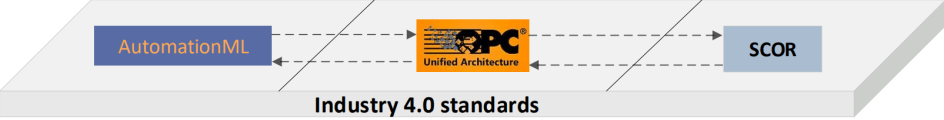 AutomationML
OPC®
Unified Architecture
SCOR
Industry 4.0 standards